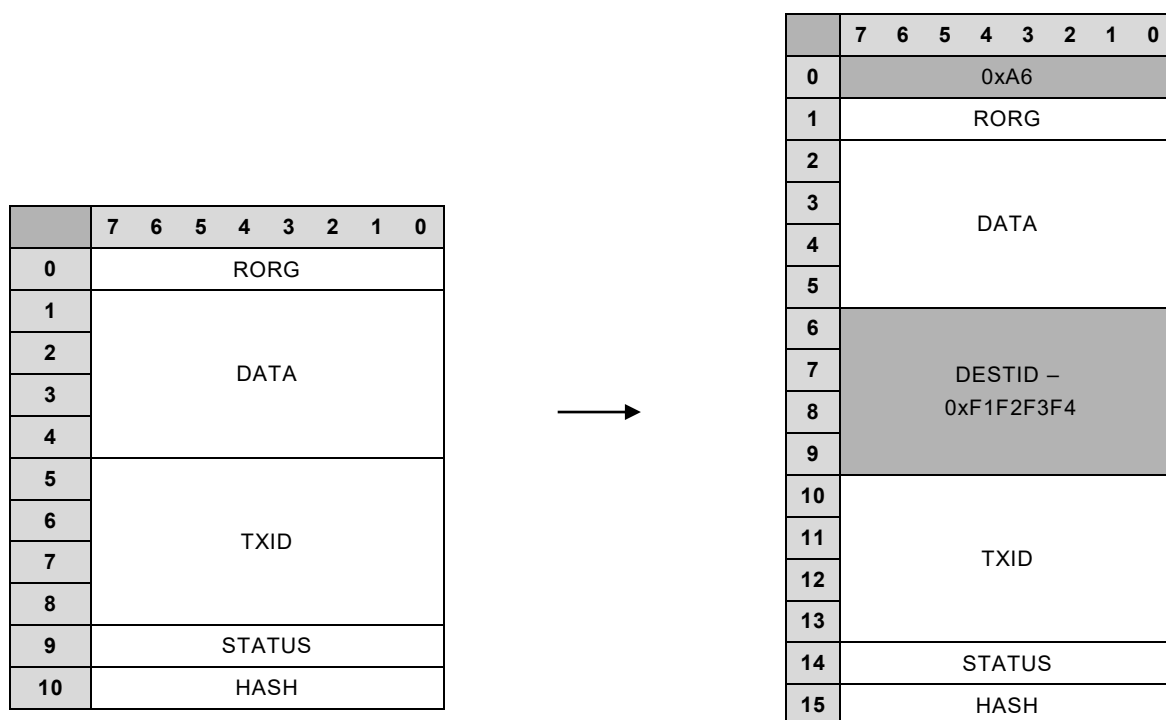 7 6 5 4 3 2 1 0
0 RORG
1
2
DATA
3
4
5
6
TXID
7
8
9 STATUS
10 HASH
7 6 5 4 3 2 1 0
0 0xA6
1 RORG
2
3
DATA
4
5
6
7 DESTID –
8 0xF1F2F3F4
9
10
11
TXID
12
13
14 STATUS
15 HASH